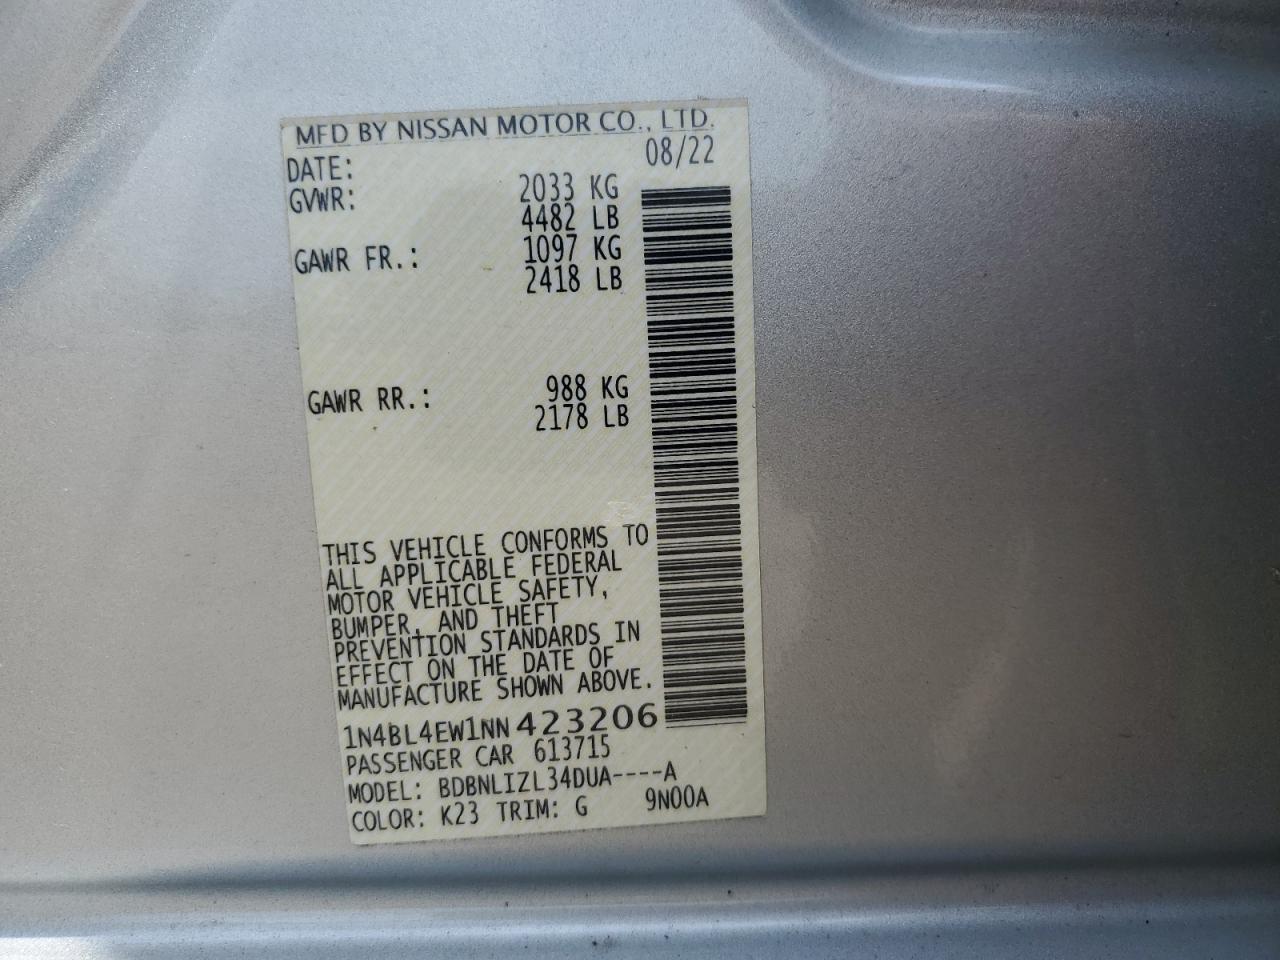 MFD BY NISSAN MOTOR CO., LTD.
DATE: 08/22
GVWR: 2033 KG
4482 LB
GAWR FR.: 1097 KG
2418 LB
GAWR RR.: 988 KG
2178 LB
THIS VEHICLE CONFORMS TO
ALL APPLICABLE FEDERAL
MOTOR VEHICLE SAFETY,
BUMPER, AND THEFT
PREVENTION STANDARDS IN
EFFECT ON THE DATE OF
MANUFACTURE SHOWN ABOVE.
1N4BL4EW1NN423206
PASSENGER CAR 613715
MODEL: BDBNLIZL34DUA----A
COLOR: K23 TRIM: G 9N00A